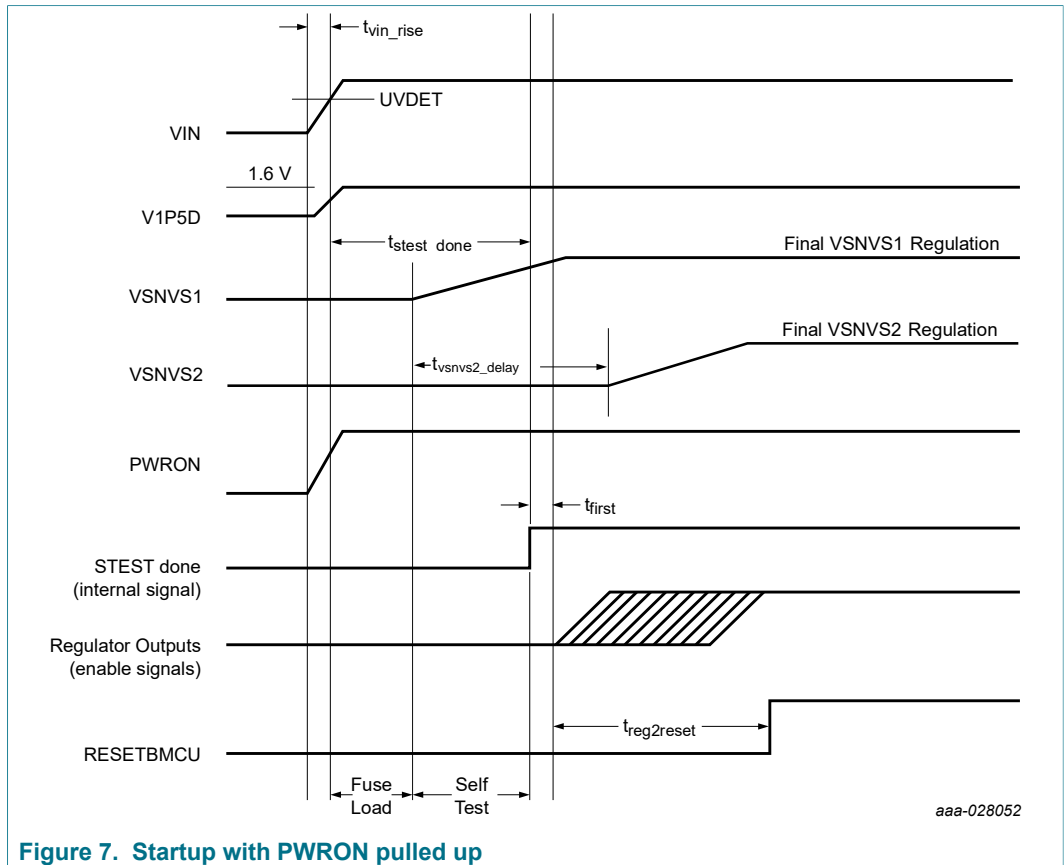 tvin_rise
UVDET
VIN
1.6 V
V1P5D
tstest done
Final VSNVS1 Regulation
VSNVS1
Final VSNVS2 Regulation
VSNVS2
tvsnvs2_delay
PWRON
tfirst
STEST done
(internal signal)
Regulator Outputs
(enable signals)
treg2reset
RESETBMCU
Fuse
Load
Self
Test
aaa-028052
Figure 7. Startup with PWRON pulled up